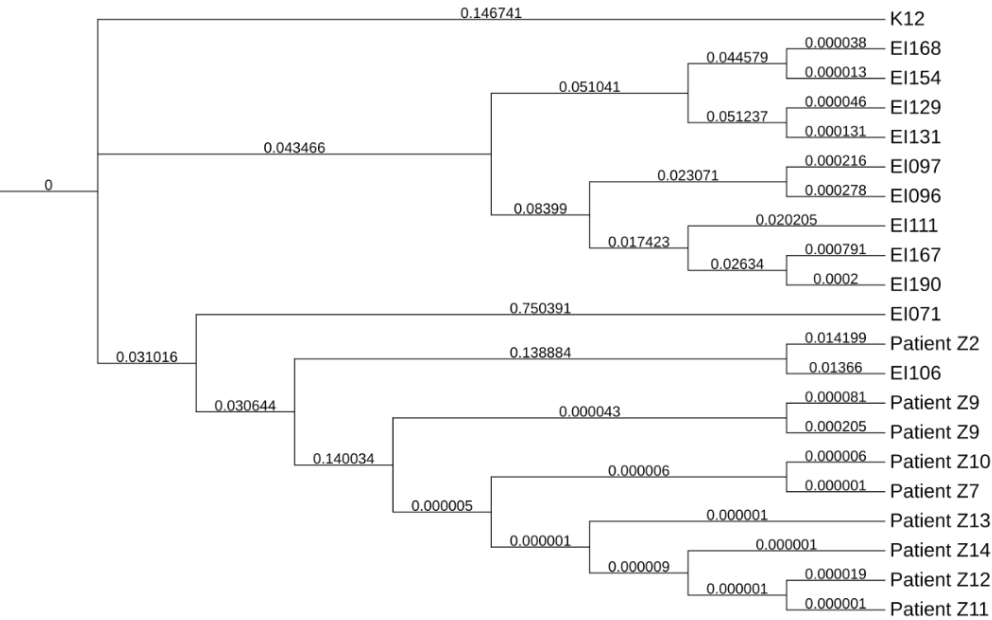 0.146741 K12
0.000038 EI168
0.044579
0.000013 EI154
0.051041
0.000046 EI129
0.051237
0.000131 EI131
0.043466
0.000216 EI097
0.023071
0.000278 EI096
0
0.08399
0.020205 EI111
0.017423
0.000791 EI167
0.02634
0.0002 EI190
0.750391 EI071
0.014199 Patient Z2
0.031016 0.138884
0.01366 EI106
0.000081 Patient Z9
0.030644 0.000043
0.000205 Patient Z9
0.000006 Patient Z10
0.140034 0.000006
0.000001 Patient Z7
0.000005
0.000001 Patient Z13
0.000001
0.000001 Patient Z14
0.000009
0.000019 Patient Z12
0.000001
0.000001 Patient Z11